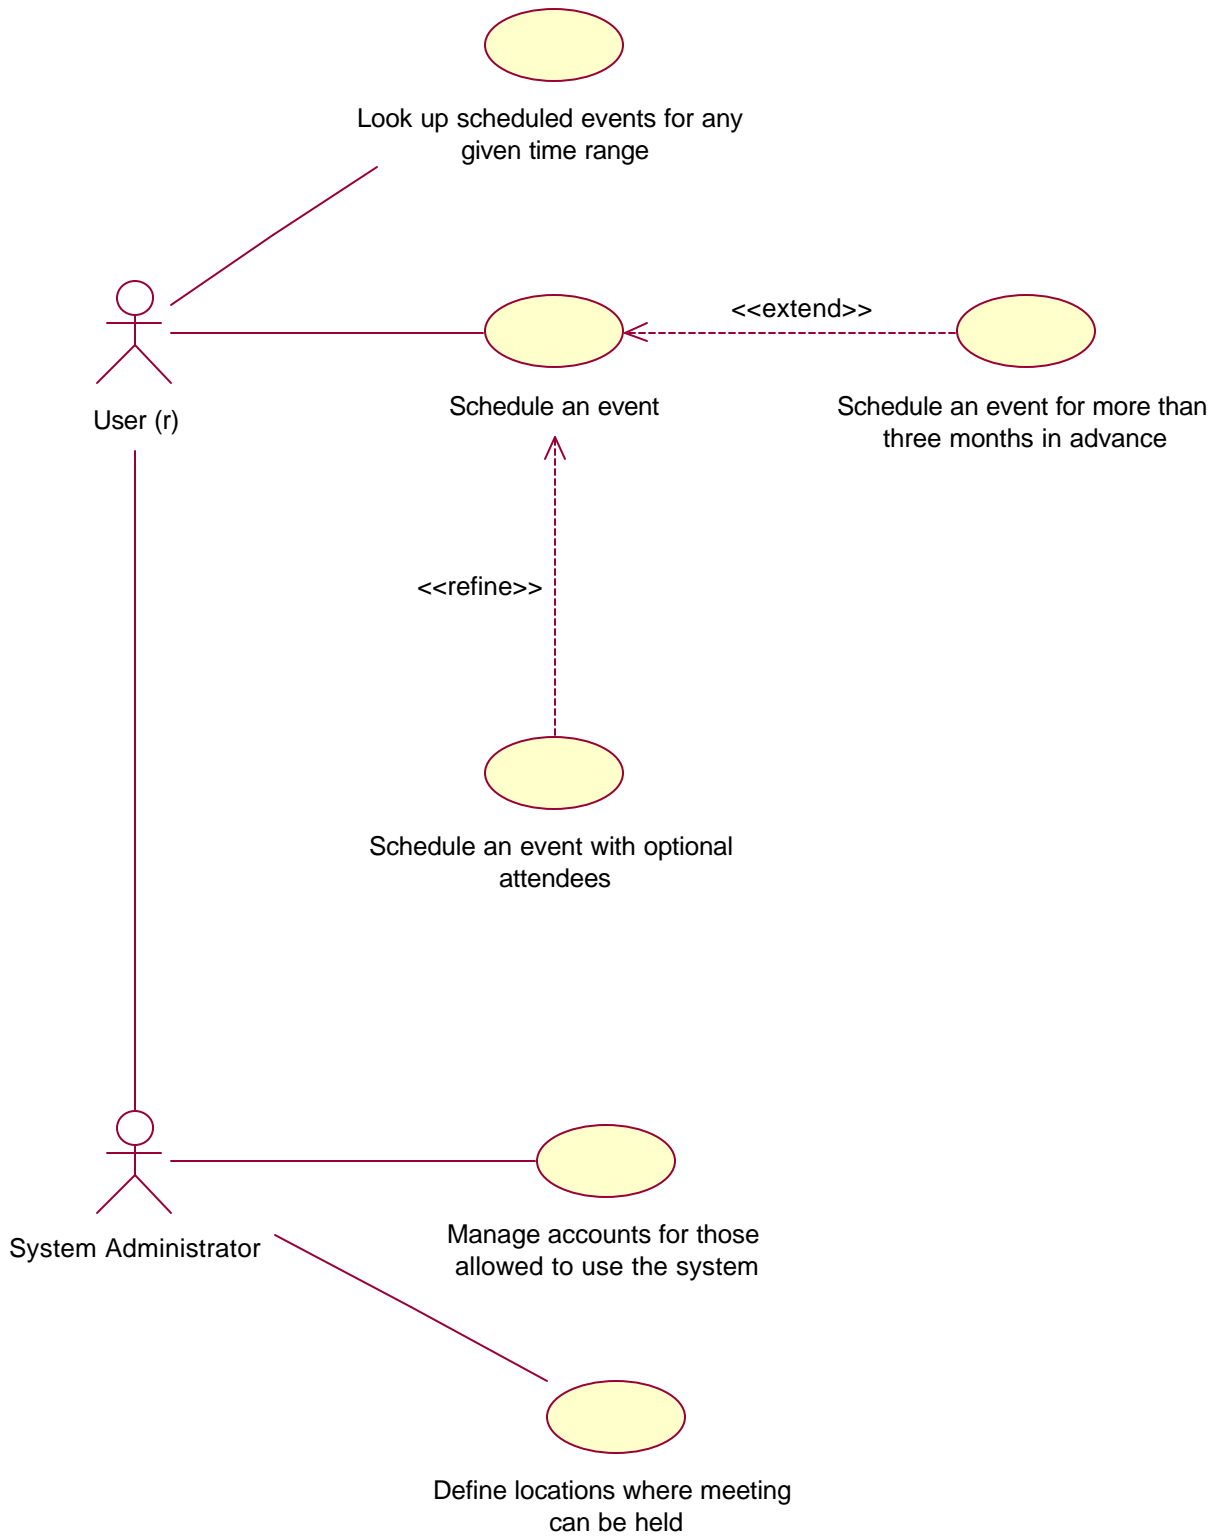 Look up scheduled events for any
given time range
<<extend>>
User (r)
Schedule an event
Schedule an event for more than
three months in advance
<<refine>>
Schedule an event with optional
attendees
System Administrator
Manage accounts for those
allowed to use the system
Define locations where meeting
can be held